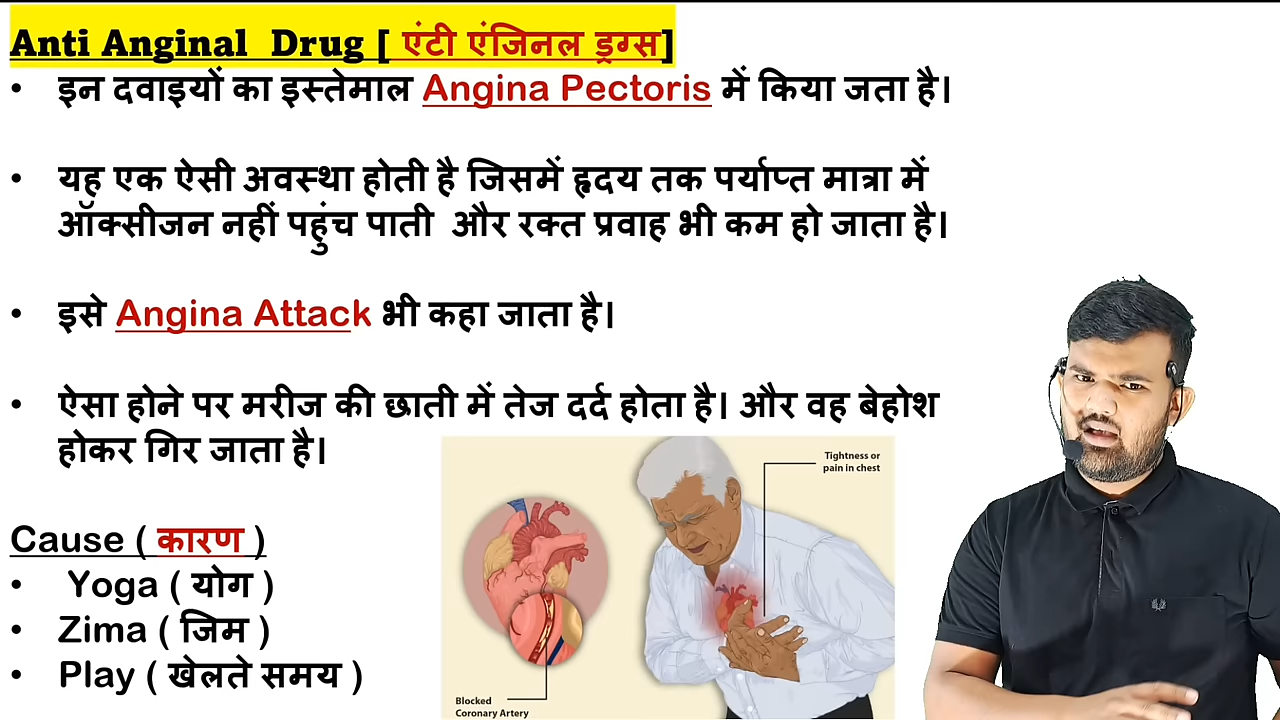 Anti Anginal Drug [ एंटी एंजिनल ड्रग्स]
• इन दवाइयों का इस्तेमाल Angina Pectoris में किया जता है।
• यह एक ऐसी अवस्था होती है जिसमें हृदय तक पर्याप्त मात्रा में
ऑक्सीजन नहीं पहुंच पाती और रक्त प्रवाह भी कम हो जाता है।
• इसे Angina Attack भी कहा जाता है।
• ऐसा होने पर मरीज की छाती में तेज दर्द होता है। और वह बेहोश
होकर गिर जाता है।
Tightness or
pain in chest
Blocked
Coronary Artery
Cause ( कारण )
• Yoga ( योग )
• Zima ( जिम )
• Play ( खेलते समय )